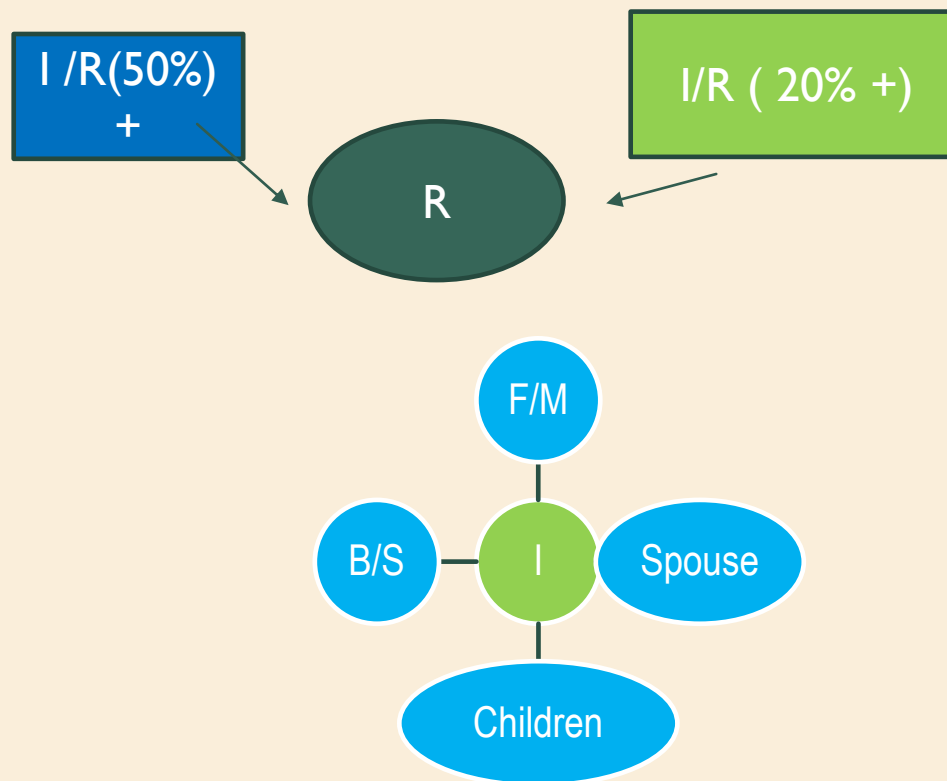 I /R(50%)
+
I/R ( 20% +)
R
F/M
B/S
I
Spouse
Children